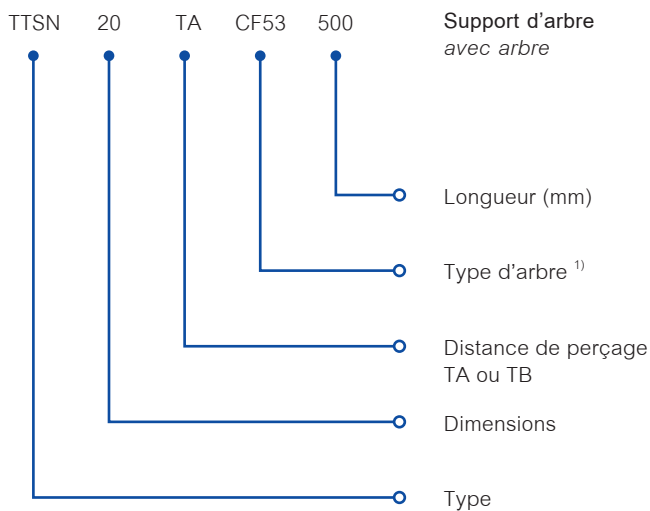 TTSN 20 TA CF53 500
Support d’arbre
avec arbre
Longueur (mm)
Type d’arbre 1)
Distance de perçage
TA ou TB
Dimensions
Type